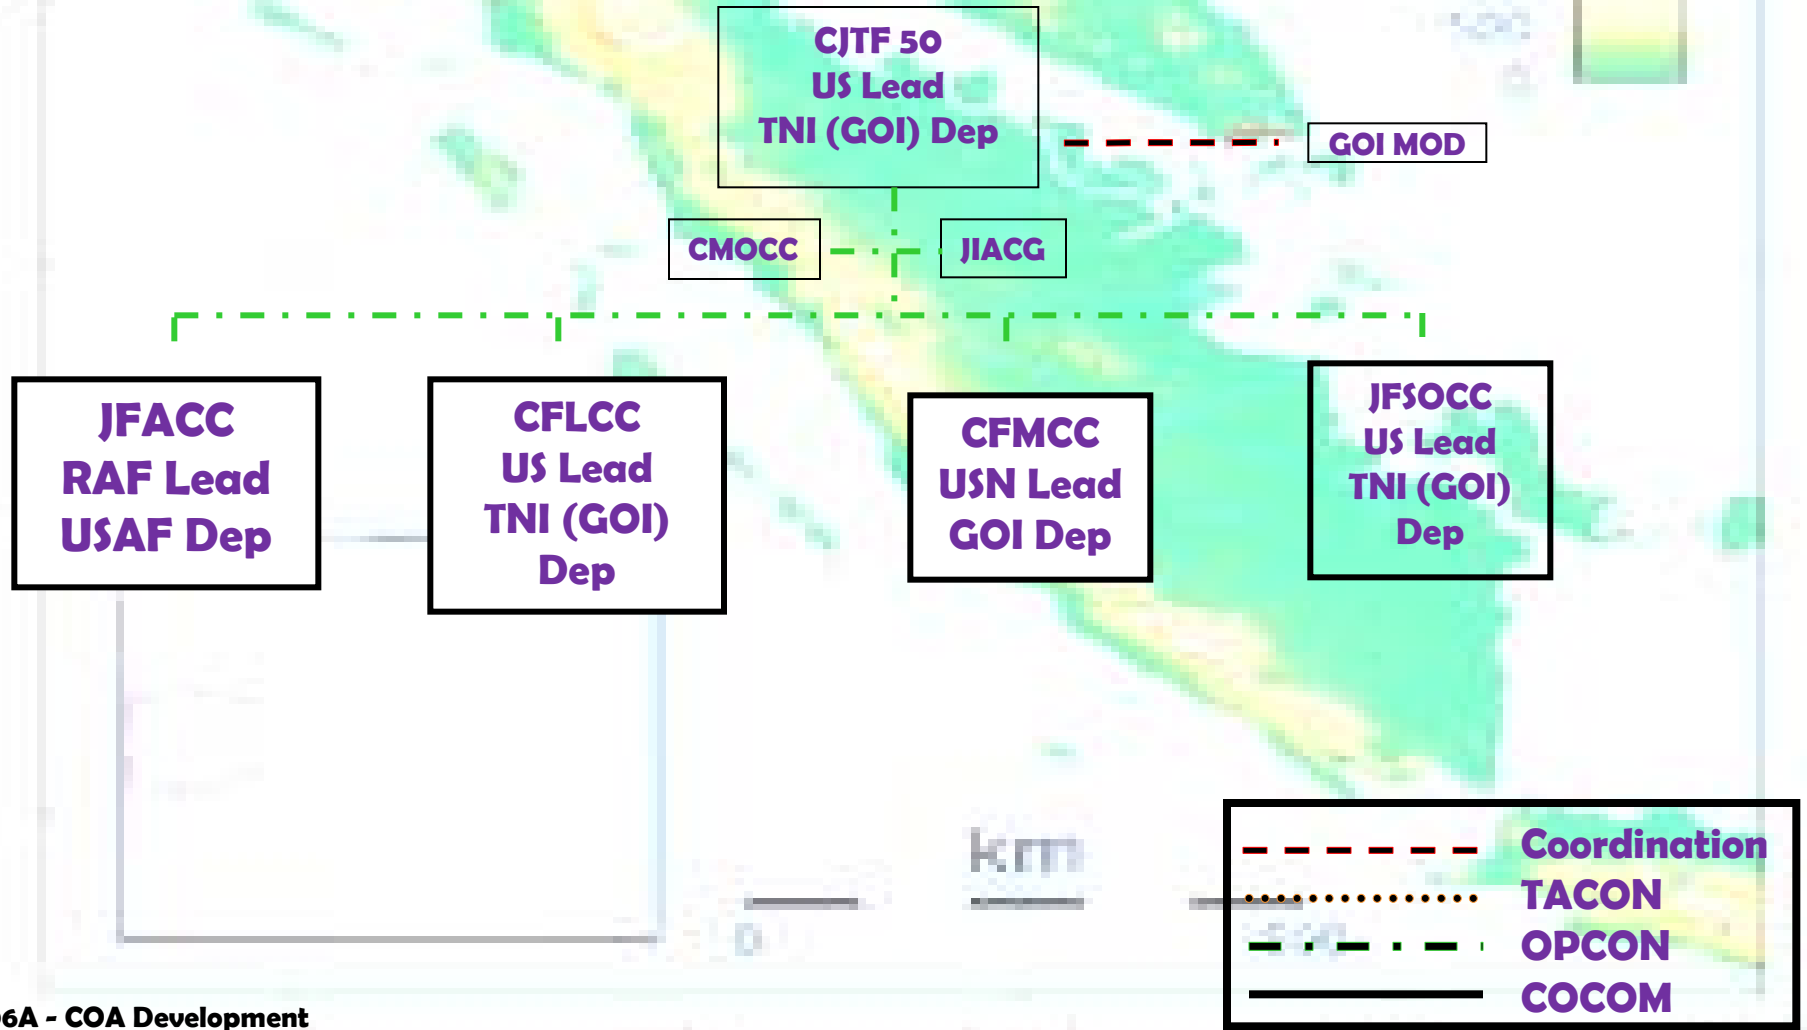 CJTF 50
US Lead
TNI (GOI) Dep
GOI MOD
CMOCC
JIACG
JFACC
RAF Lead
USAF Dep
CFLCC
US Lead
TNI (GOI)
Dep
CFMCC
USN Lead
GOI Dep
JFSOCC
US Lead
TNI (GOI)
Dep
km
0
Coordination
TACON
OPCON
COCOM
6A - COA Development